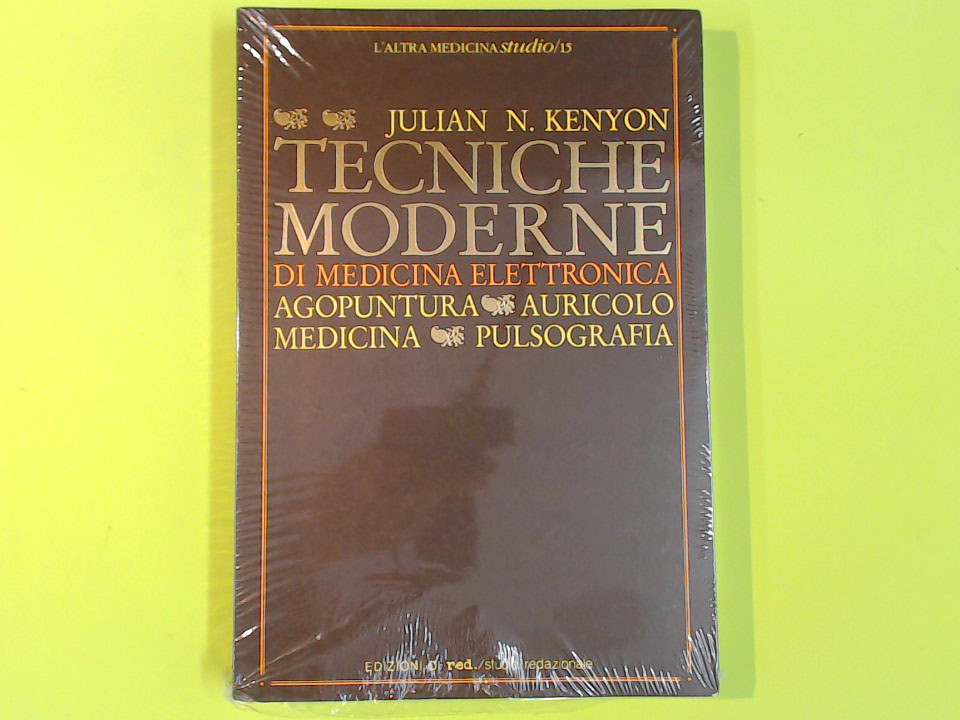 L'ALTRA MEDICINA studio/15
JULIAN N. KENYON
TECNICHE
MODERNE
DI MEDICINA ELETTRONICA
AGOPUNTURA AURICOLO
MEDICINA PULSOGRAFIA
EDIZIONI DI red./studio redazionale